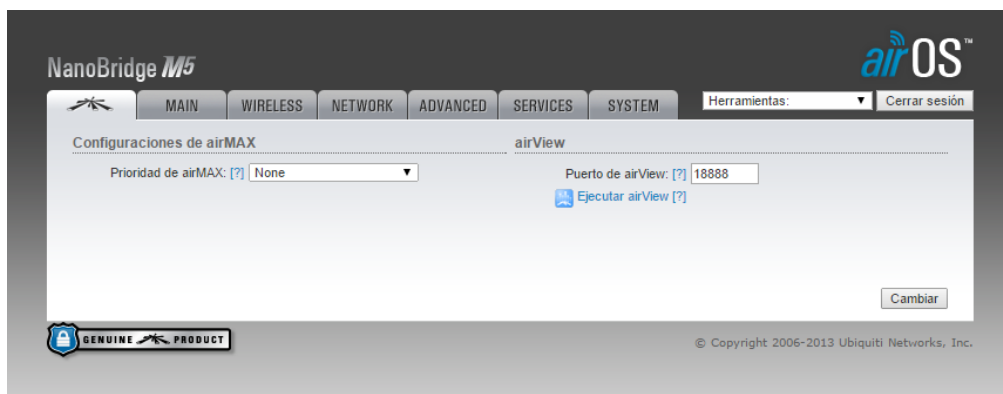 NanoBridge M5
airOS™
MAIN WIRELESS NETWORK ADVANCED SERVICES SYSTEM Herramientas: Cerrar sesión
Configuraciones de airMAX
Prioridad de airMAX: [?] None
airView
Puerto de airView: [?] 18888
Ejecutar airView [?]
Cambiar
GENUINE PRODUCT
© Copyright 2006-2013 Ubiquiti Networks, Inc.